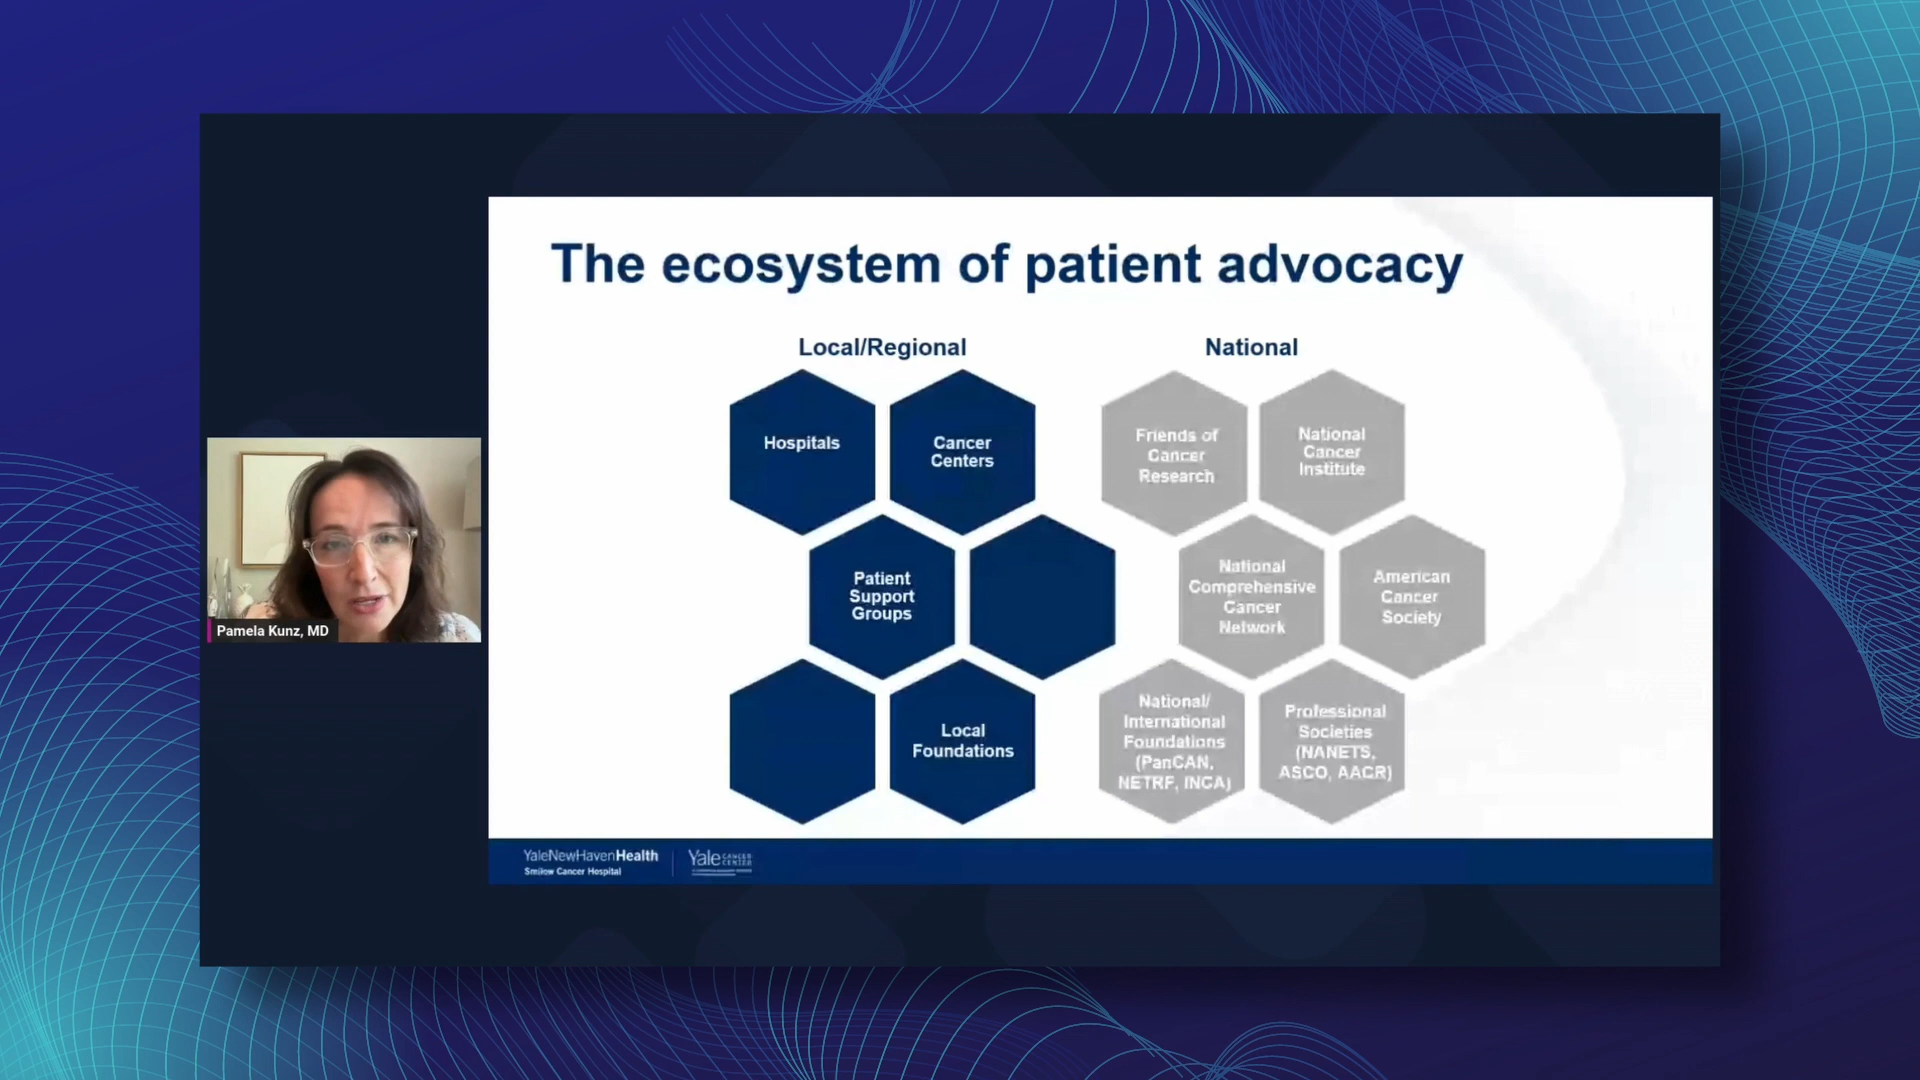 The ecosystem of patient advocacy
Local/Regional
National
Hospitals
Cancer
Centers
Friends of
Cancer
Research
National
Cancer
Institute
Patient
Support
Groups
National
Comprehensive
Cancer
Network
American
Cancer
Society
Local
Foundations
National/
International
Foundations
(PanCAN,
NETRF, INCA)
Professional
Societies
(NANETS,
ASCO, AACR)
Pamela Kunz, MD
YaleNewHavenHealth
Smilow Cancer Hospital
Yale CANCER
CENTER